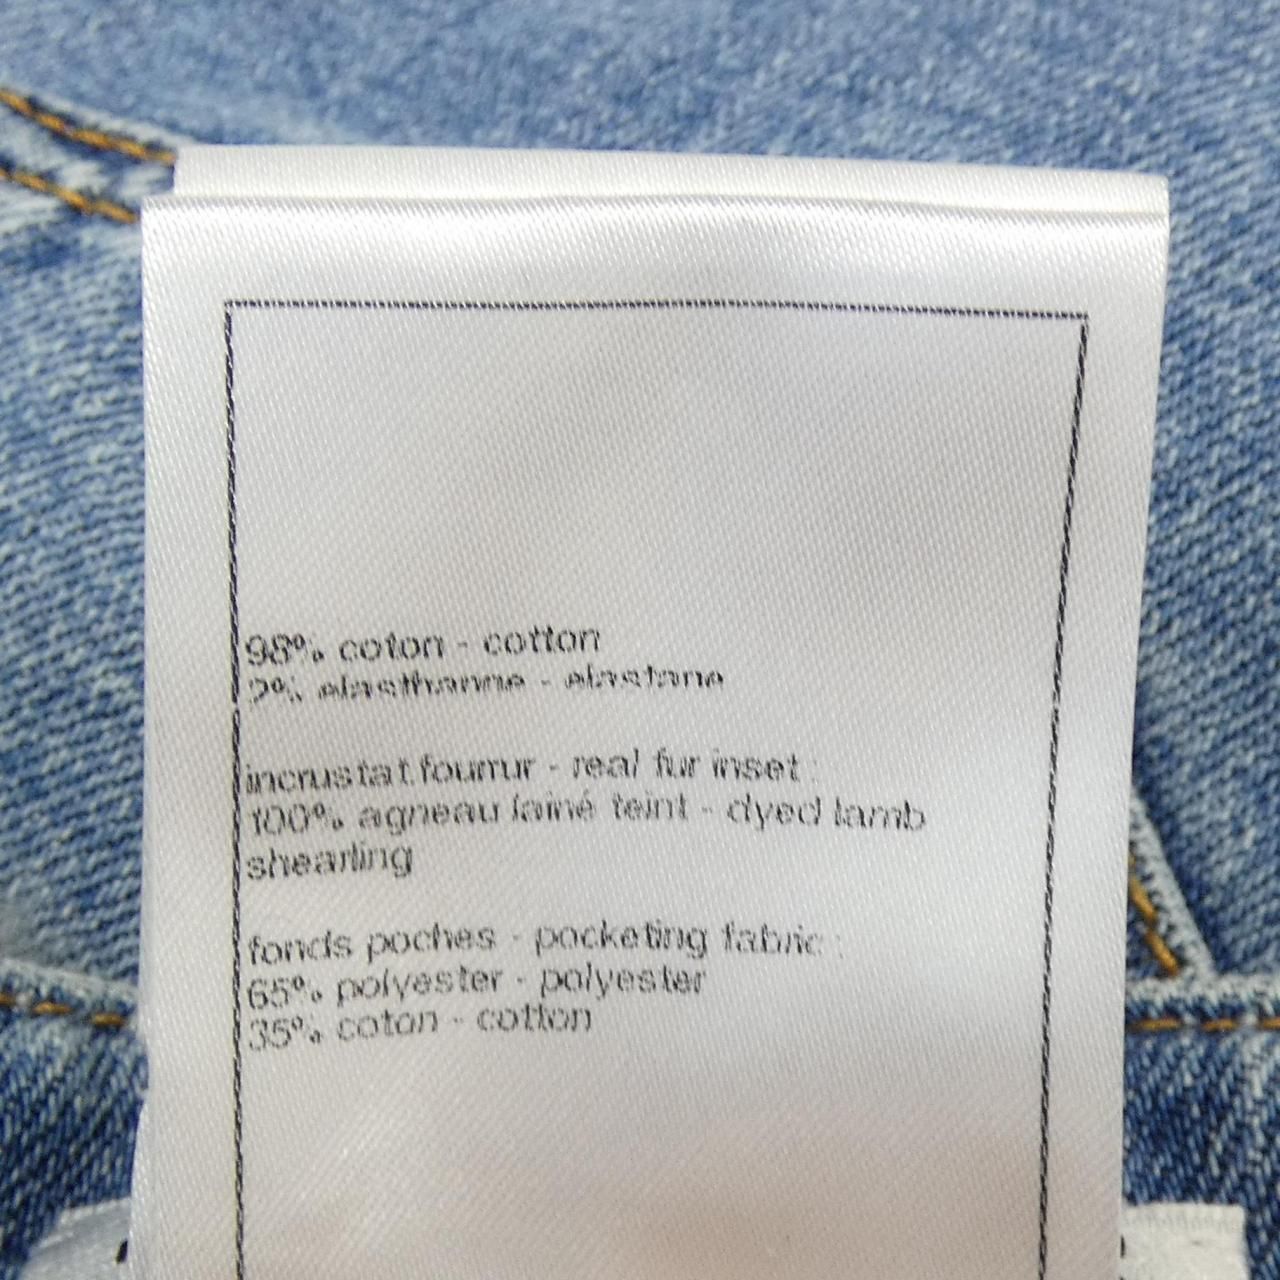 98% coton - cotton
2% elasthanne - elastane
incrustat.fourrur - real fur inset :
100% agneau lainé teint - dyed lamb
shearling
fonds poches - pocketing fabric :
65% polyester - polyester
35% coton - cotton